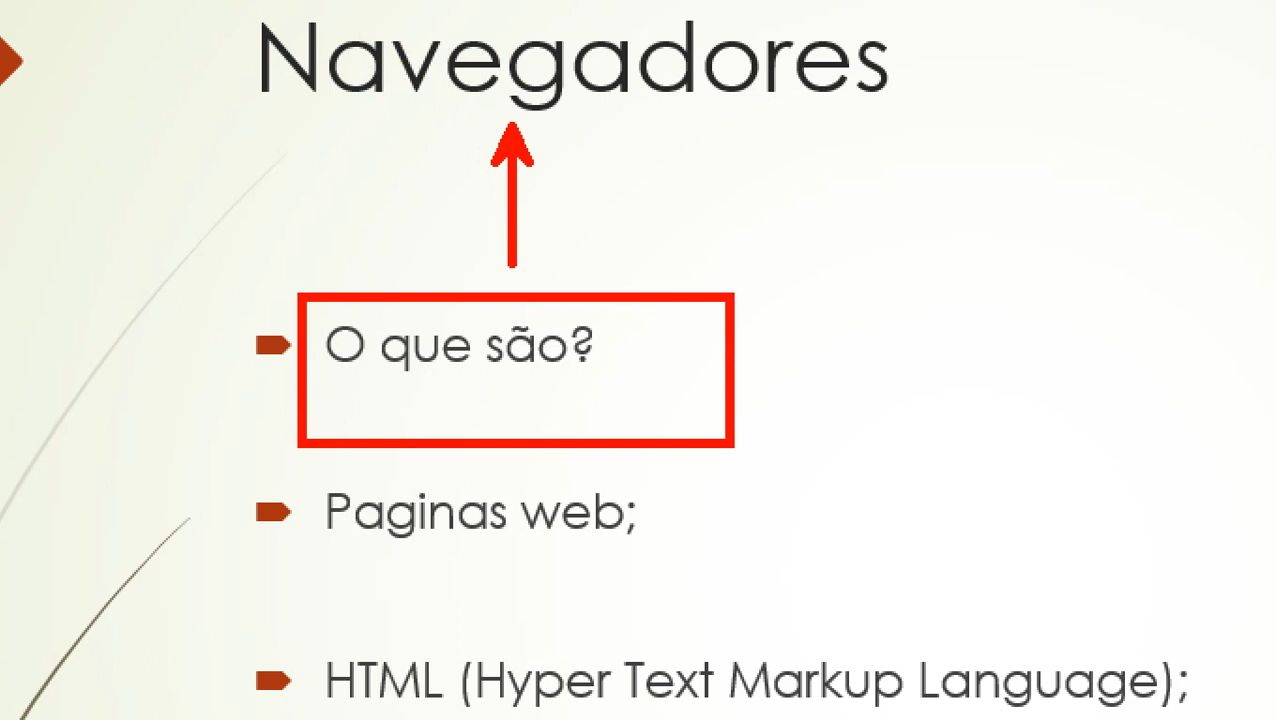 Navegadores
O que são?
Paginas web;
HTML (Hyper Text Markup Language);